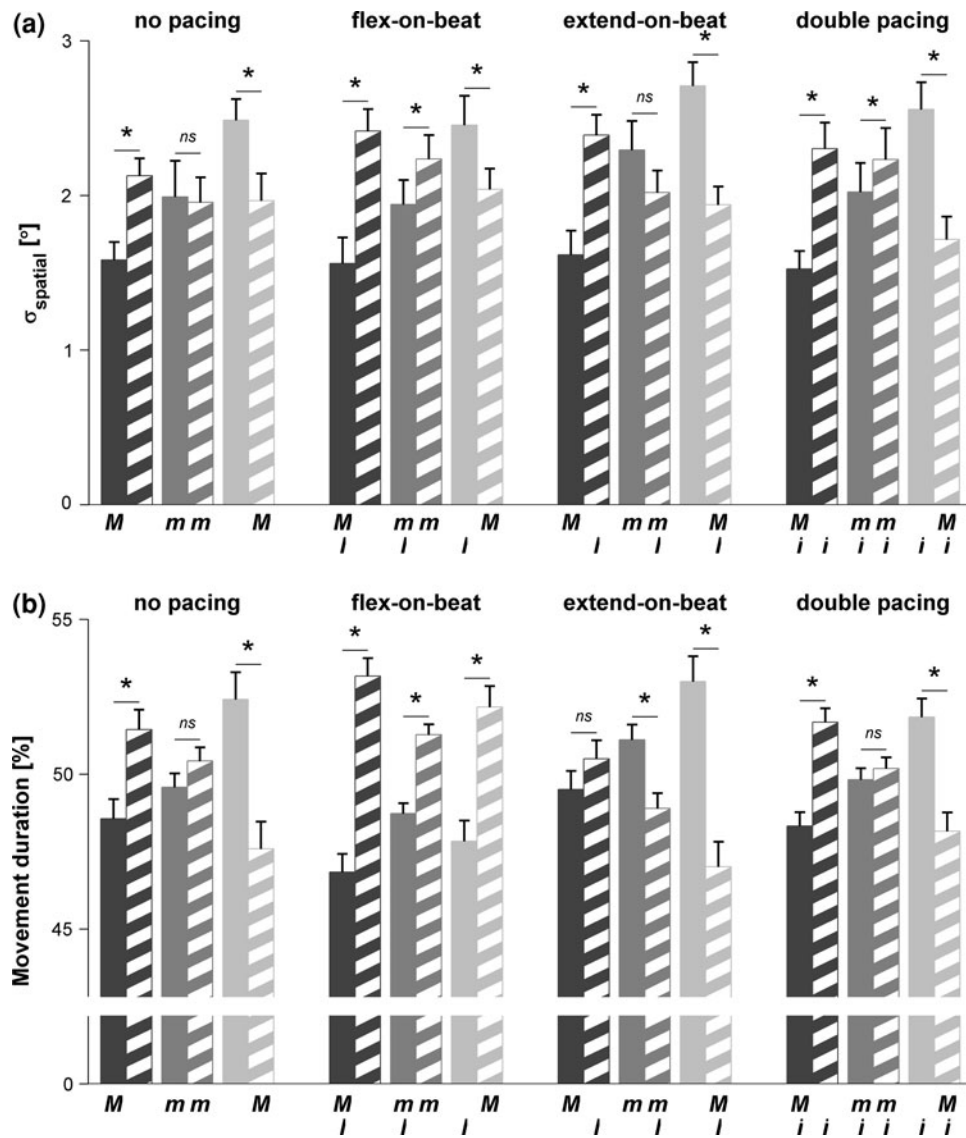 (a)
no pacing flex-on-beat extend-on-beat double pacing
3
* * * * *
* ns * * ns * * *
2
σspatial [°]
1
0
M m m M M m m M M m m M M m m M
I I I I I I i i i i i i
(b)
no pacing flex-on-beat extend-on-beat double pacing
55
* ns * * * * ns * * * ns *
50
Movement duration [%]
45
0
M m m M M m m M M m m M M m m M
I I I I I I i i i i i i